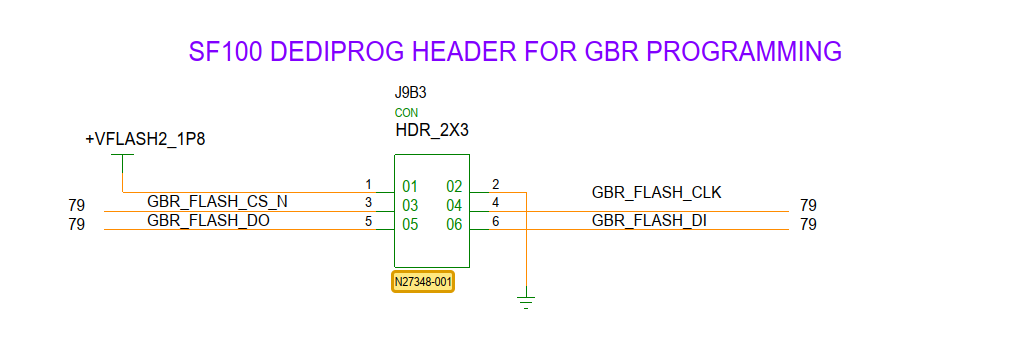 SF100 DEDIPROG HEADER FOR GBR PROGRAMMING
J9B3
CON
HDR_2X3
+VFLASH2_1P8
1 01 02 2
GBR_FLASH_CLK
79 GBR_FLASH_CS_N 3 03 04 4 79
79 GBR_FLASH_DO 5 05 06 6 GBR_FLASH_DI 79
N27348-001